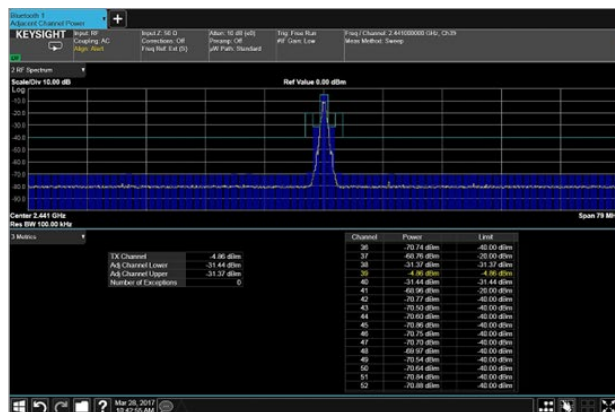 Bluetooth 1
Adjacent Channel Power
KEYSIGHT
Input: RF
Coupling: AC
Align: Alert
Input Z: 50 Ω
Corrections: Off
Freq Ref: Ext (S)
Atten: 10 dB (e0)
Preamp: Off
µW Path: Standard
Trig: Free Run
#IF Gain: Low
Freq / Channel: 2.441000000 GHz, Ch39
Meas Method: Sweep
2 RF Spectrum
Scale/Div 10.00 dB
Ref Value 0.00 dBm
Log
-10.0
-20.0
-30.0
-40.0
-50.0
-60.0
-70.0
-80.0
-90.0
Center 2.441 GHz
Res BW 100.00 kHz
Span 79 MHz
3 Metrics
TX Channel -4.86 dBm
Adj Channel Lower -31.44 dBm
Adj Channel Upper -31.37 dBm
Number of Exceptions 0
Channel Power Limit
36 -70.74 dBm -40.00 dBm
37 -68.76 dBm -20.00 dBm
38 -31.37 dBm -31.37 dBm
39 -4.86 dBm -4.86 dBm
40 -31.44 dBm -31.44 dBm
41 -68.96 dBm -20.00 dBm
42 -70.77 dBm -40.00 dBm
43 -70.50 dBm -40.00 dBm
44 -70.60 dBm -40.00 dBm
45 -70.86 dBm -40.00 dBm
46 -70.75 dBm -40.00 dBm
47 -70.70 dBm -40.00 dBm
48 -69.97 dBm -40.00 dBm
49 -70.54 dBm -40.00 dBm
50 -70.64 dBm -40.00 dBm
51 -70.84 dBm -40.00 dBm
52 -70.88 dBm -40.00 dBm
Mar 28, 2017